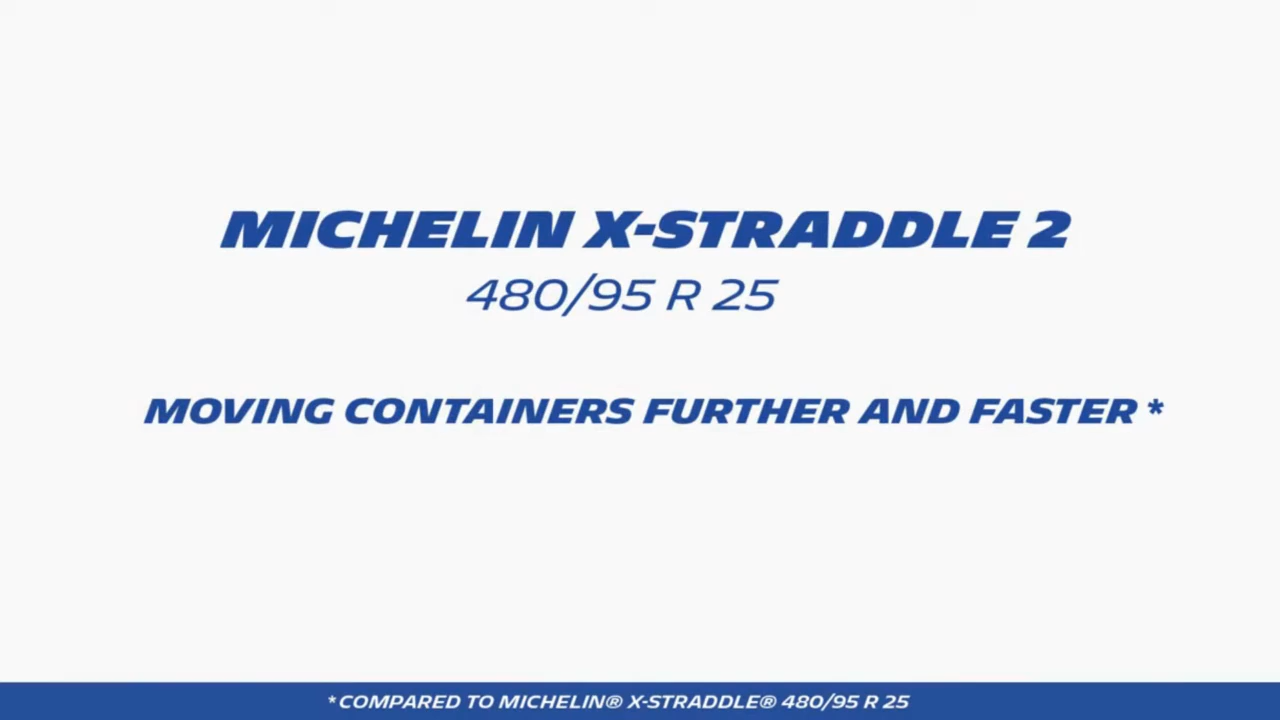 MICHELIN X-STRADDLE 2
480/95 R 25
MOVING CONTAINERS FURTHER AND FASTER *
*COMPARED TO MICHELIN® X-STRADDLE® 480/95 R 25